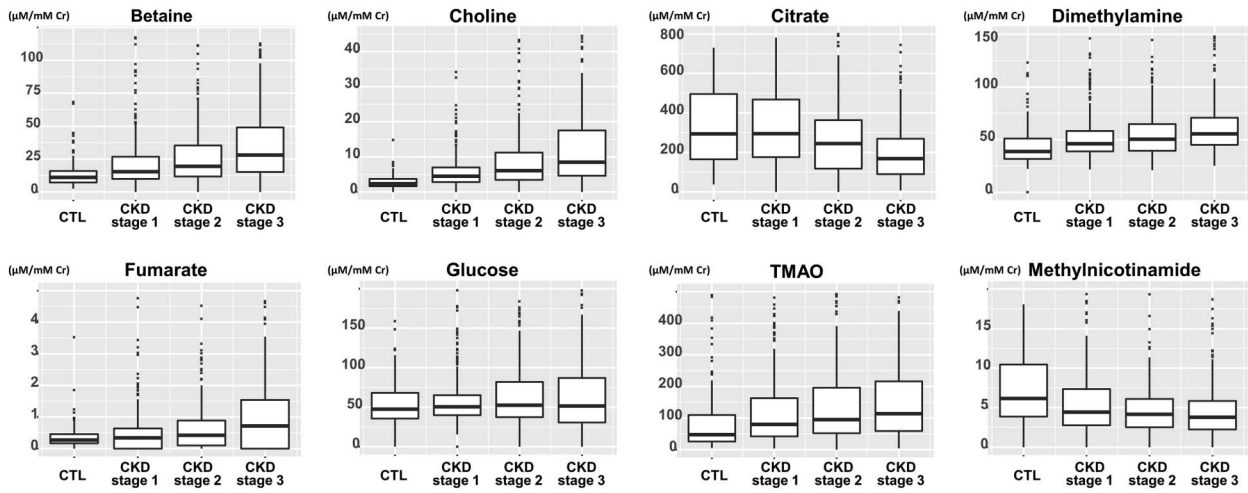 (μM/mM Cr) Betaine
100
75
50
25
0
CTL CKD stage 1 CKD stage 2 CKD stage 3
(μM/mM Cr) Choline
40
30
20
10
0
CTL CKD stage 1 CKD stage 2 CKD stage 3
(μM/mM Cr) Citrate
800
600
400
200
0
CTL CKD stage 1 CKD stage 2 CKD stage 3
(μM/mM Cr) Dimethylamine
150
100
50
0
CTL CKD stage 1 CKD stage 2 CKD stage 3
(μM/mM Cr) Fumarate
4
3
2
1
0
CTL CKD stage 1 CKD stage 2 CKD stage 3
(μM/mM Cr) Glucose
150
100
50
0
CTL CKD stage 1 CKD stage 2 CKD stage 3
(μM/mM Cr) TMAO
400
300
200
100
0
CTL CKD stage 1 CKD stage 2 CKD stage 3
(μM/mM Cr) Methylnicotinamide
15
10
5
0
CTL CKD stage 1 CKD stage 2 CKD stage 3